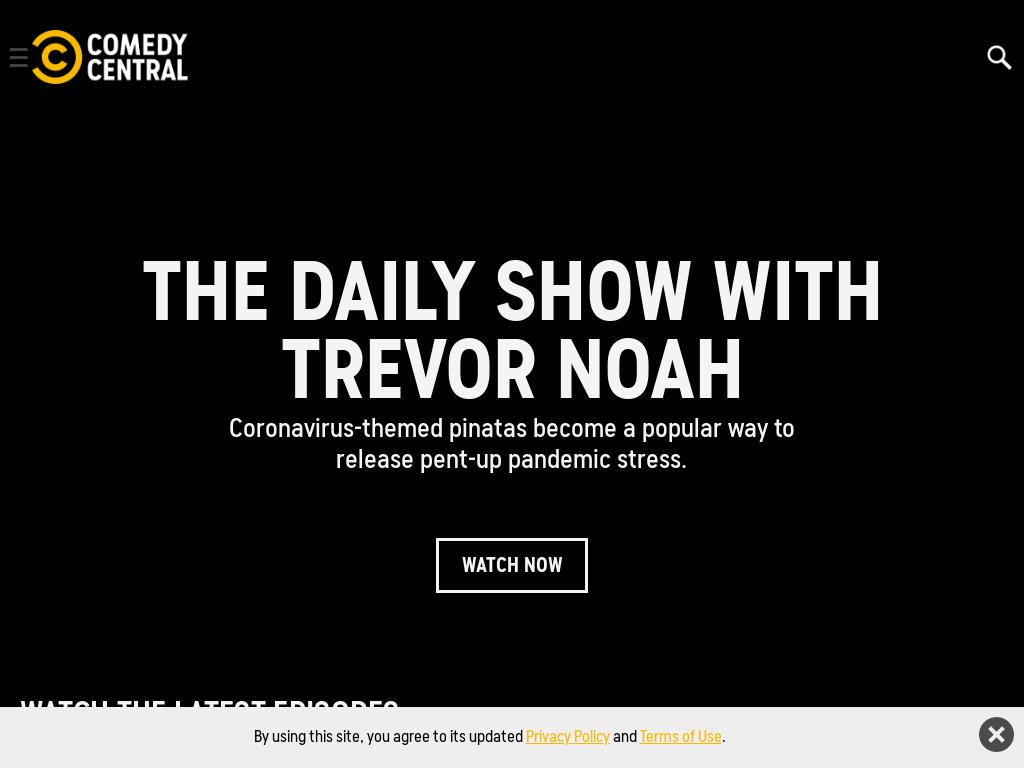 COMEDY
CENTRAL
THE DAILY SHOW WITH
TREVOR NOAH
Coronavirus-themed pinatas become a popular way to
release pent-up pandemic stress.
WATCH NOW
WATCH THE LATEST EPISODES
By using this site, you agree to its updated Privacy Policy and Terms of Use.